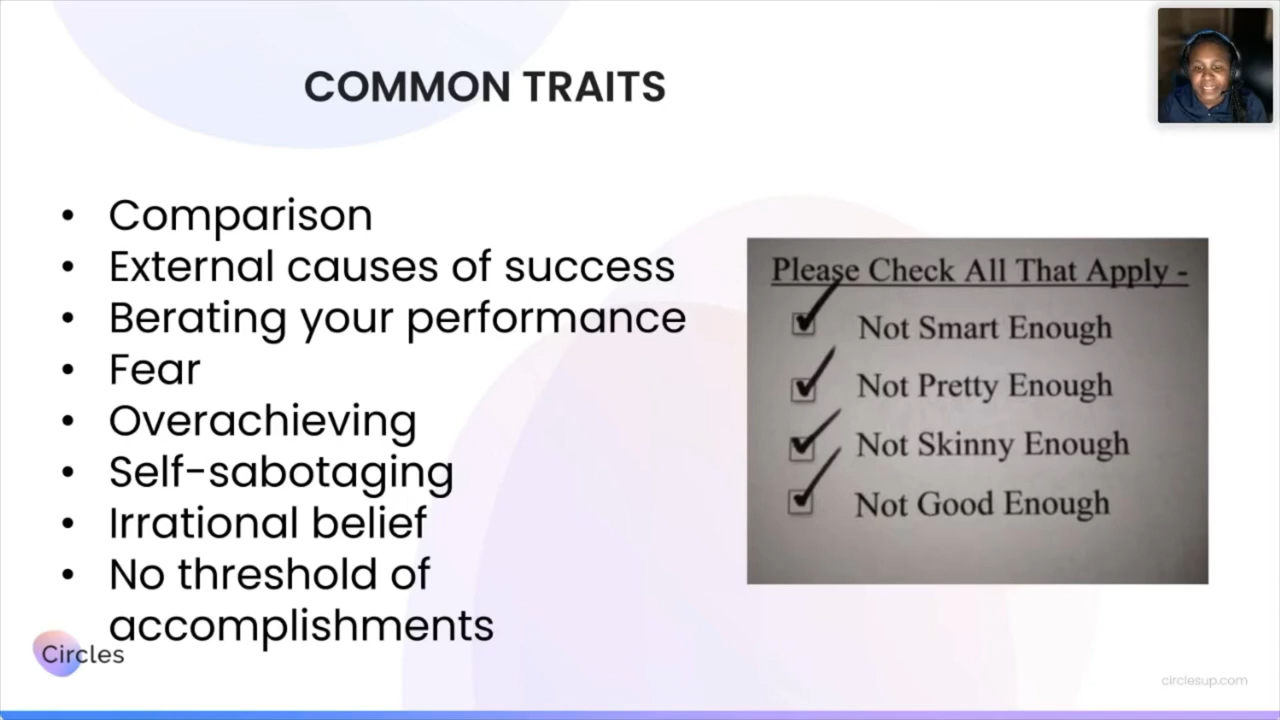 COMMON TRAITS
• Comparison
• External causes of success
• Berating your performance
• Fear
• Overachieving
• Self-sabotaging
• Irrational belief
• No threshold of
accomplishments
Please Check All That Apply -
Not Smart Enough
Not Pretty Enough
Not Skinny Enough
Not Good Enough
Circles
circlesup.com